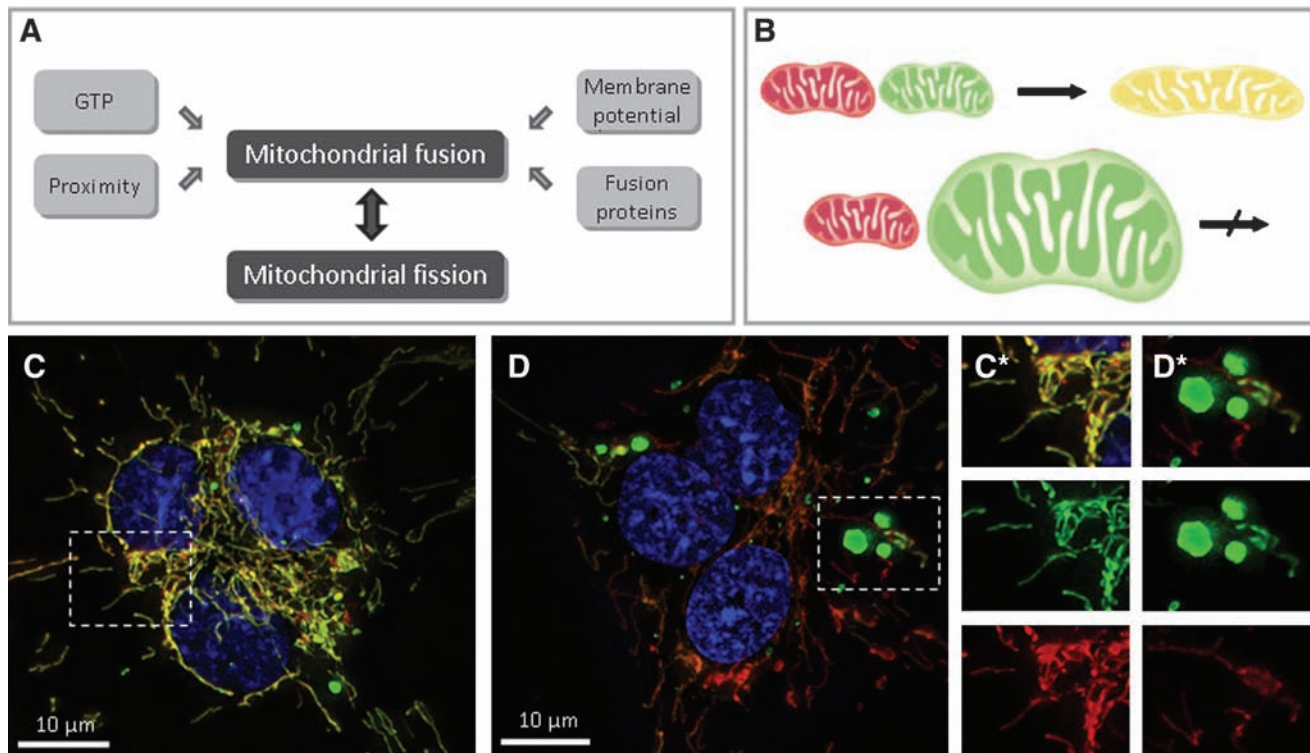 A
GTP
Proximity
Mitochondrial fusion
Mitochondrial fission
Membrane
potential
Fusion
proteins
B
C
10 µm
D
10 µm
C*
D*